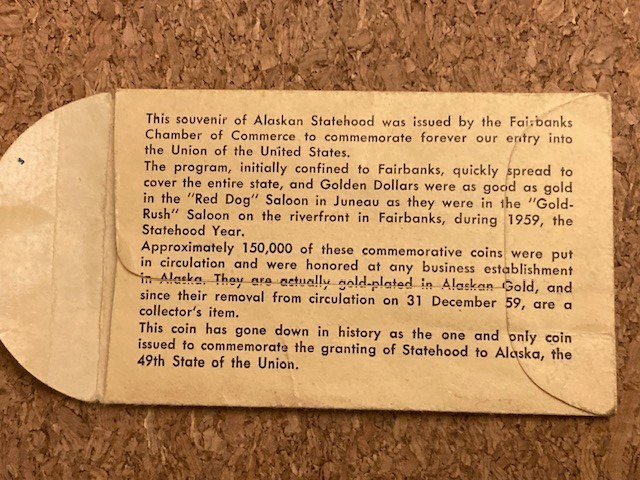 This souvenir of Alaskan Statehood was issued by the Fairbanks
Chamber of Commerce to commemorate forever our entry into
the Union of the United States.
The program, initially confined to Fairbanks, quickly spread to
cover the entire state, and Golden Dollars were as good as gold
in the "Red Dog" Saloon in Juneau as they were in the "Gold-
Rush" Saloon on the riverfront in Fairbanks, during 1959, the
Statehood Year.
Approximately 150,000 of these commemorative coins were put
in circulation and were honored at any business establishment
in Alaska. They are actually gold-plated in Alaskan Gold, and
since their removal from circulation on 31 December 59, are a
collector's item.
This coin has gone down in history as the one and only coin
issued to commemorate the granting of Statehood to Alaska, the
49th State of the Union.